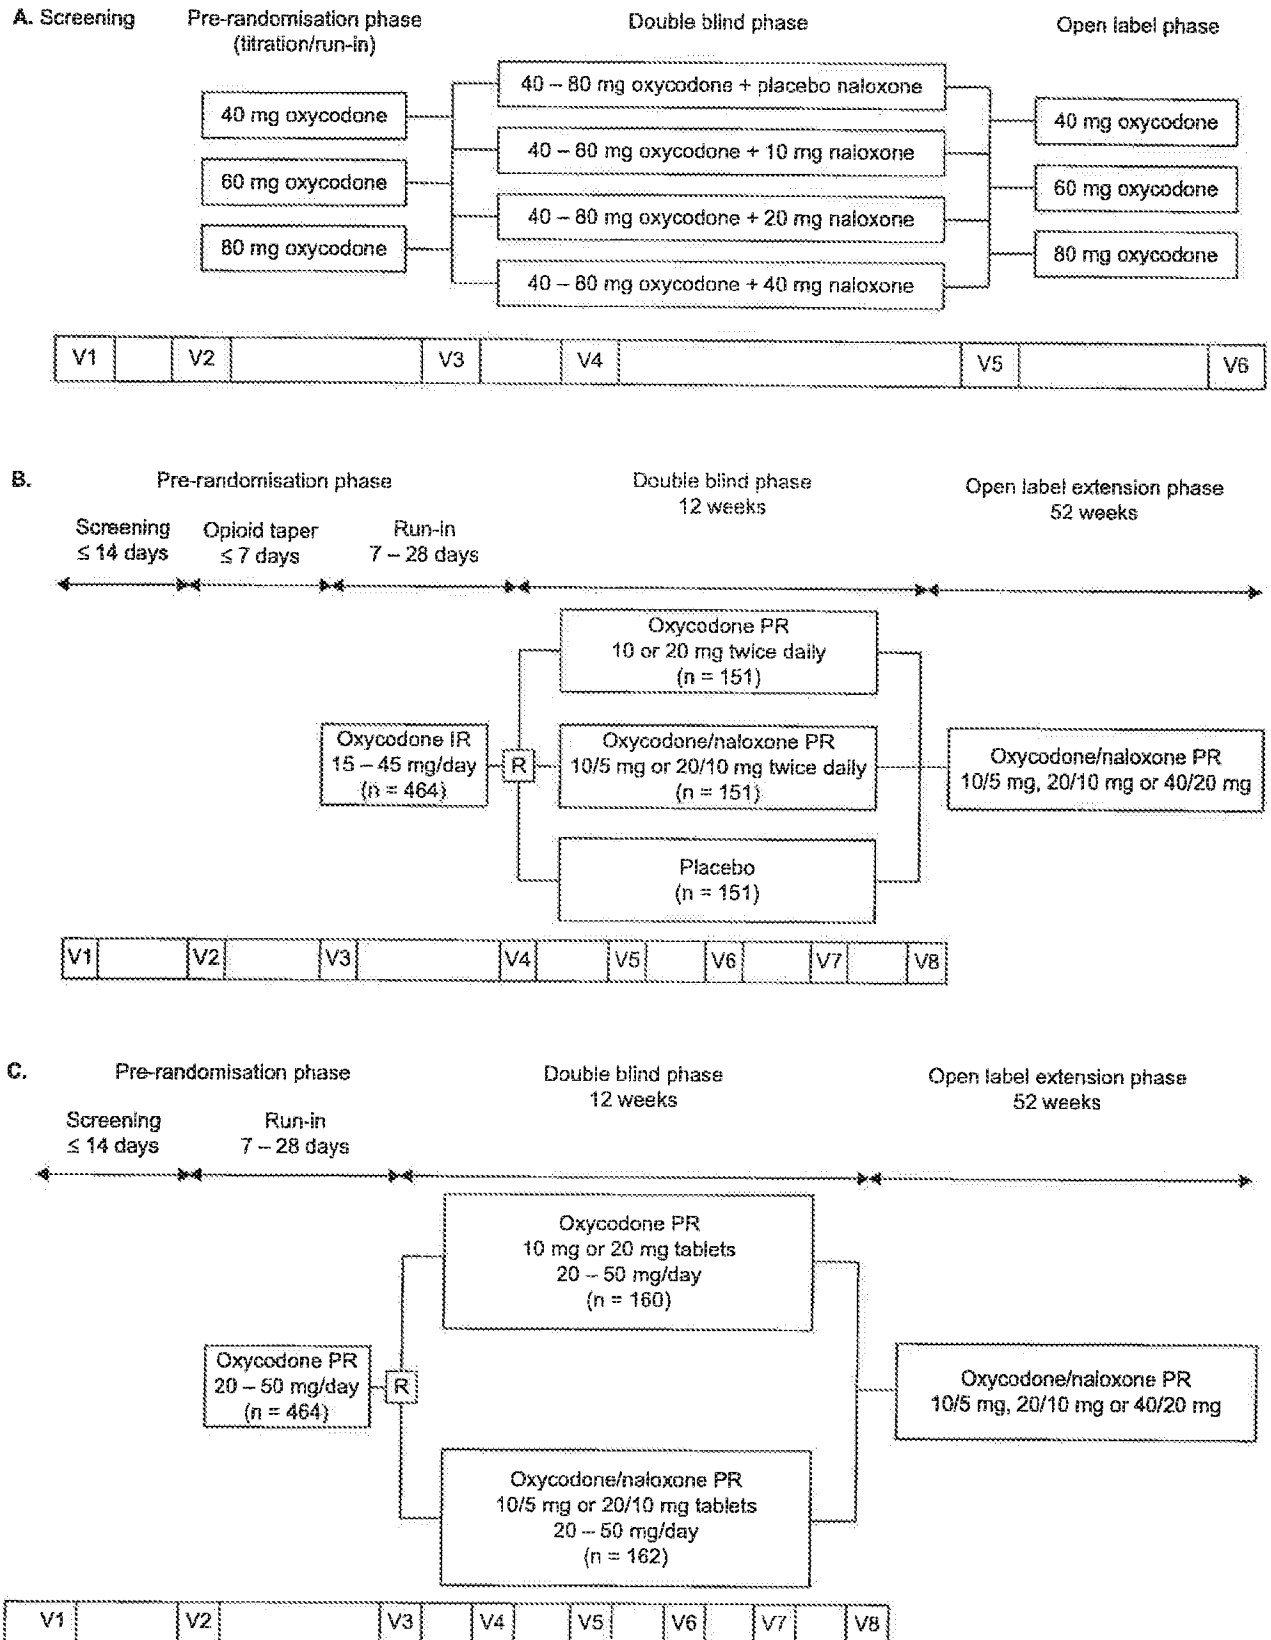 A. Screening
Pre-randomisation phase
(titration/run-in)
Double blind phase
Open label phase
40 mg oxycodone
60 mg oxycodone
80 mg oxycodone
40 – 80 mg oxycodone + placebo naloxone
40 – 80 mg oxycodone + 10 mg naloxone
40 – 80 mg oxycodone + 20 mg naloxone
40 – 80 mg oxycodone + 40 mg naloxone
40 mg oxycodone
60 mg oxycodone
80 mg oxycodone
V1 V2 V3 V4 V5 V6
B.
Pre-randomisation phase
Double blind phase
12 weeks
Open label extension phase
52 weeks
Screening
≤ 14 days
Opioid taper
≤ 7 days
Run-in
7 – 28 days
Oxycodone IR
15 – 45 mg/day
(n = 464)
R
Oxycodone PR
10 or 20 mg twice daily
(n = 151)
Oxycodone/naloxone PR
10/5 mg or 20/10 mg twice daily
(n = 151)
Placebo
(n = 151)
Oxycodone/naloxone PR
10/5 mg, 20/10 mg or 40/20 mg
V1 V2 V3 V4 V5 V6 V7 V8
C.
Pre-randomisation phase
Double blind phase
12 weeks
Open label extension phase
52 weeks
Screening
≤ 14 days
Run-in
7 – 28 days
Oxycodone PR
20 – 50 mg/day
(n = 464)
R
Oxycodone PR
10 mg or 20 mg tablets
20 – 50 mg/day
(n = 160)
Oxycodone/naloxone PR
10/5 mg or 20/10 mg tablets
20 – 50 mg/day
(n = 162)
Oxycodone/naloxone PR
10/5 mg, 20/10 mg or 40/20 mg
V1 V2 V3 V4 V5 V6 V7 V8